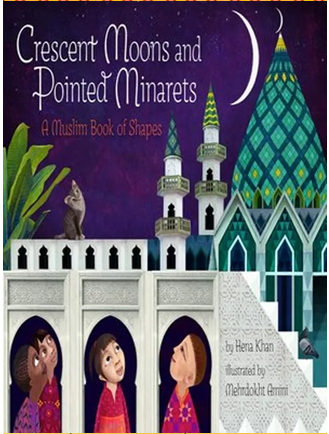 Crescent Moons and
Pointed Minarets
A Muslim Book of Shapes
by Hena Khan
illustrated by
Mehrdokht Amini